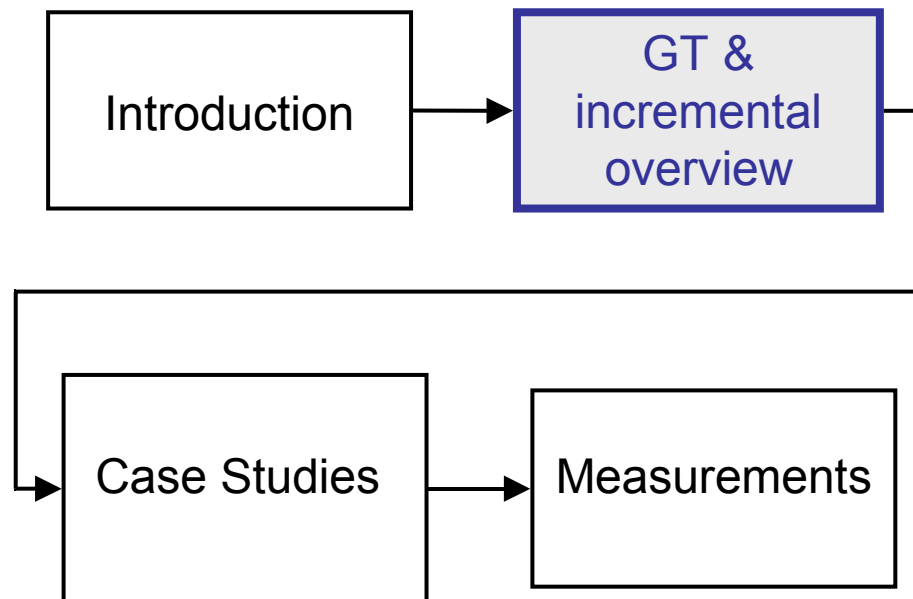 Introduction
GT &
incremental
overview
Case Studies
Measurements